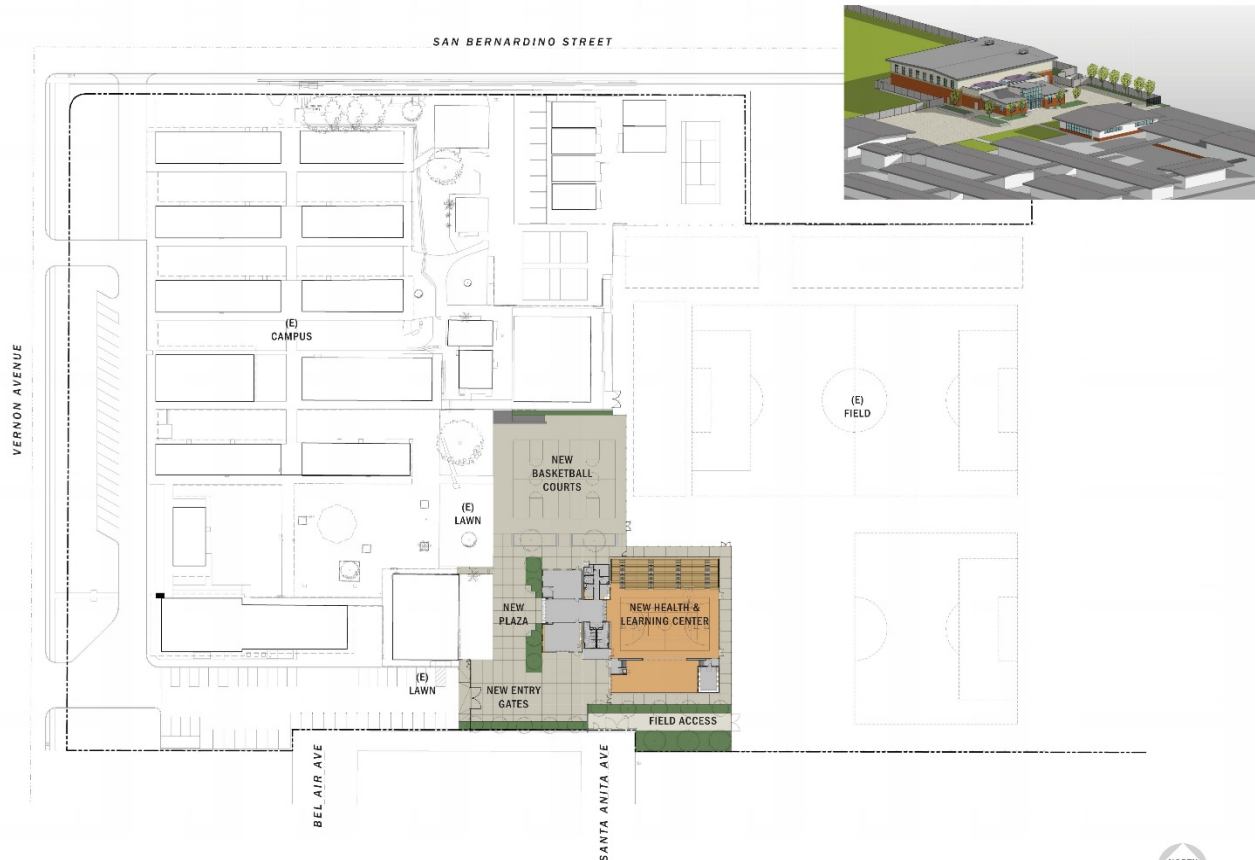 SAN BERNARDINO STREET
VERNON AVENUE
(E)
CAMPUS
(E)
FIELD
NEW
BASKETBALL
COURTS
(E)
LAWN
NEW
PLAZA
NEW HEALTH &
LEARNING CENTER
(E)
LAWN
NEW ENTRY
GATES
FIELD ACCESS
BEL AIR AVE
SANTA ANITA AVE
NORTH